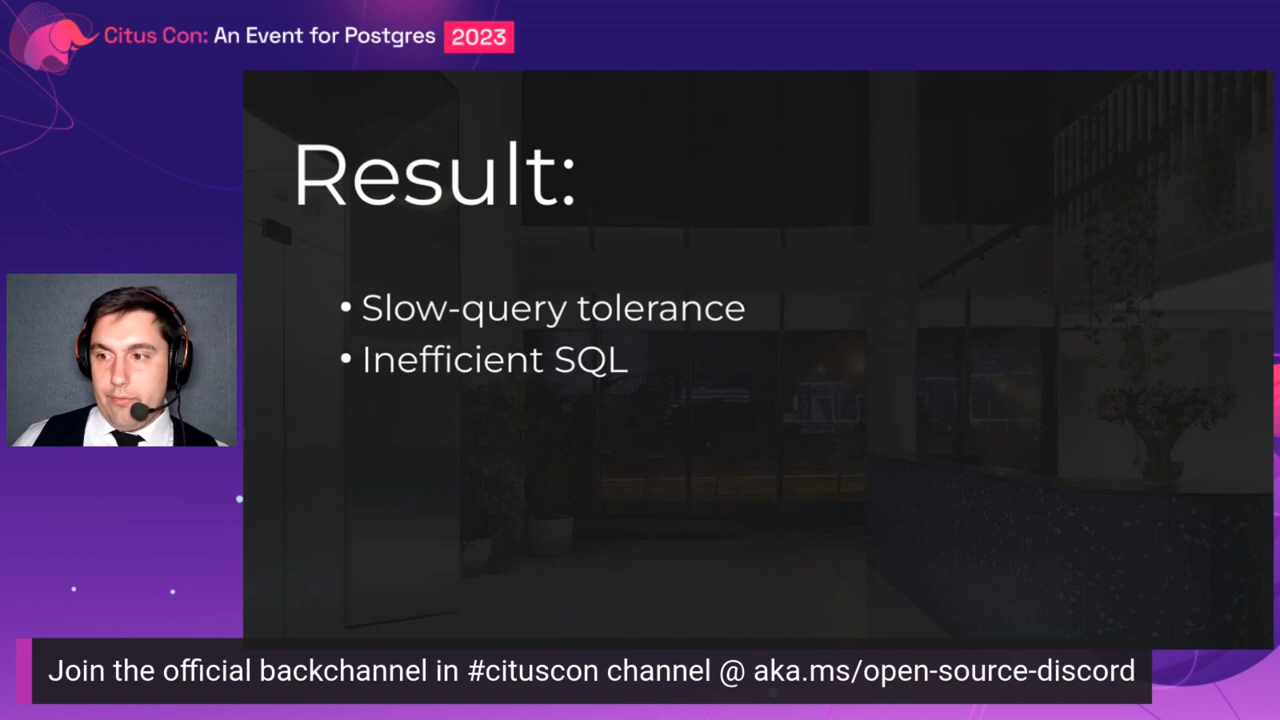 Citus Con: An Event for Postgres 2023
Result:
• Slow-query tolerance
• Inefficient SQL
Join the official backchannel in #cituscon channel @ aka.ms/open-source-discord